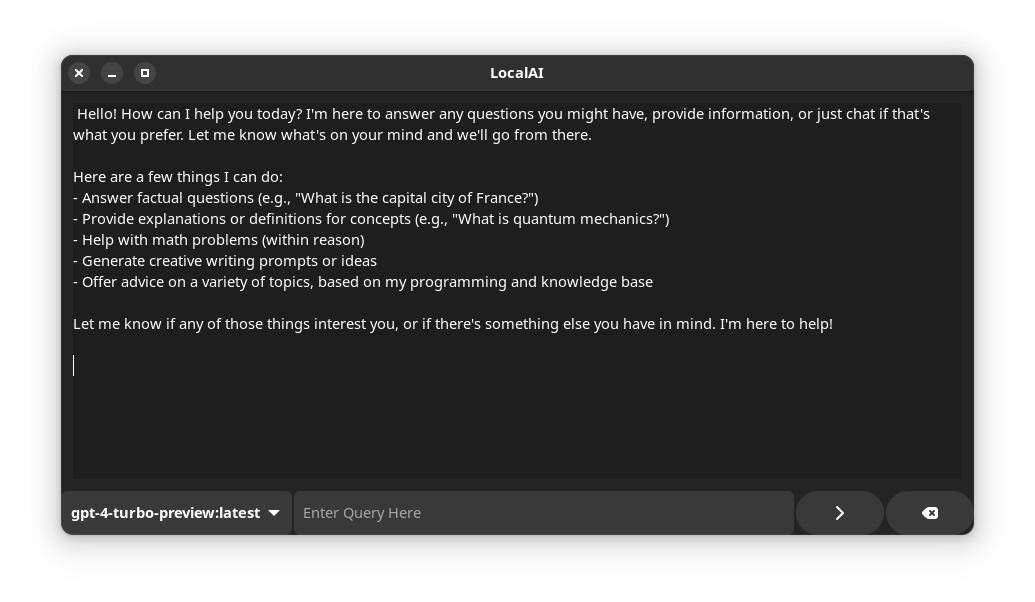 LocalAI
Hello! How can I help you today? I'm here to answer any questions you might have, provide information, or just chat if that's
what you prefer. Let me know what's on your mind and we'll go from there.
Here are a few things I can do:
- Answer factual questions (e.g., "What is the capital city of France?")
- Provide explanations or definitions for concepts (e.g., "What is quantum mechanics?")
- Help with math problems (within reason)
- Generate creative writing prompts or ideas
- Offer advice on a variety of topics, based on my programming and knowledge base
Let me know if any of those things interest you, or if there's something else you have in mind. I'm here to help!
gpt-4-turbo-preview:latest
Enter Query Here